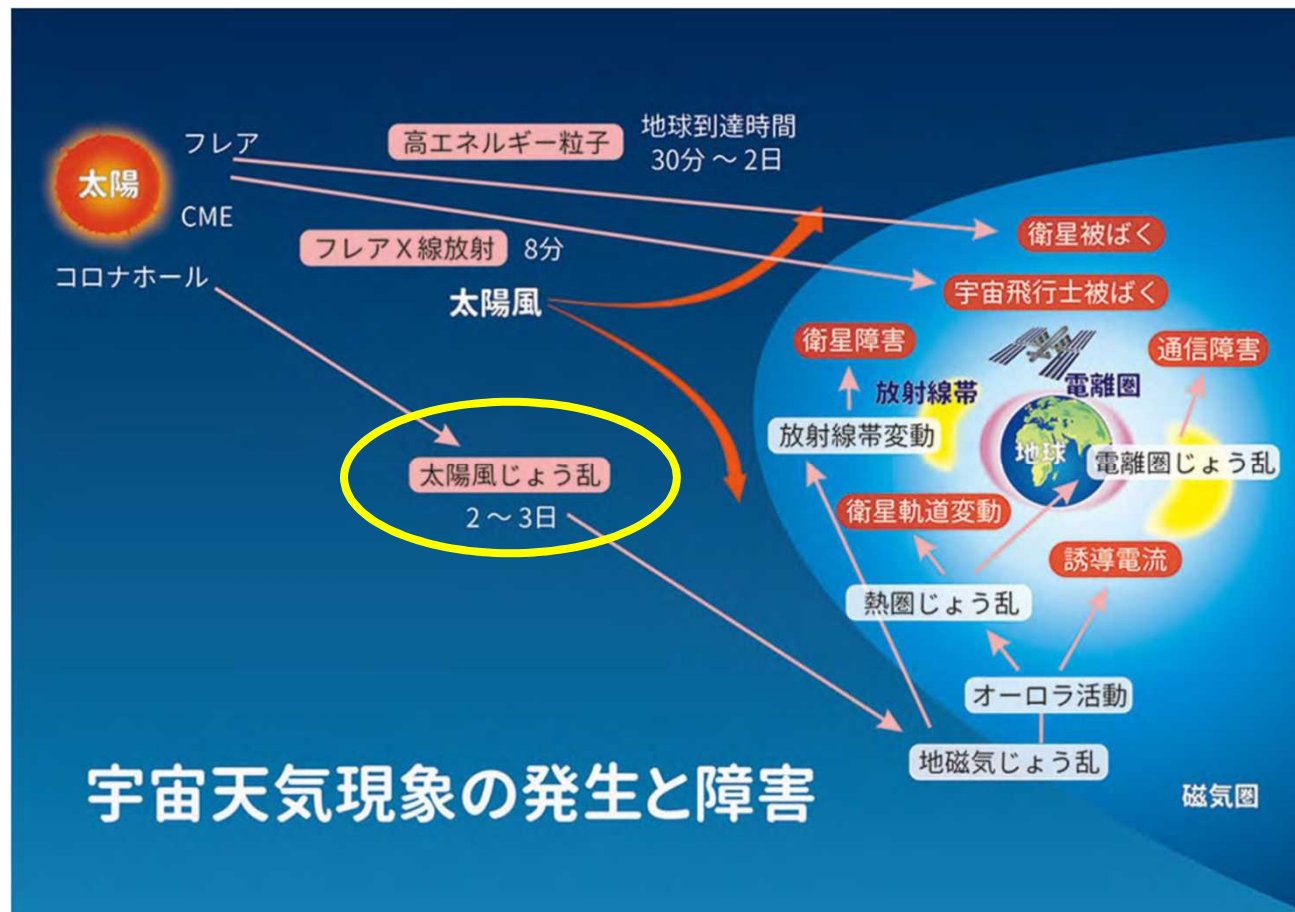 フレア
高エネルギー粒子
地球到達時間
30分 ～ 2日
太陽
CME
衛星被ばく
フレアX線放射
8分
コロナホール
太陽風
宇宙飛行士被ばく
衛星障害
通信障害
放射線帯
電離圏
放射線帯変動
地球
電離圏じょう乱
太陽風じょう乱
2 ～ 3日
衛星軌道変動
誘導電流
熱圏じょう乱
オーロラ活動
地磁気じょう乱
宇宙天気現象の発生と障害
磁気圏